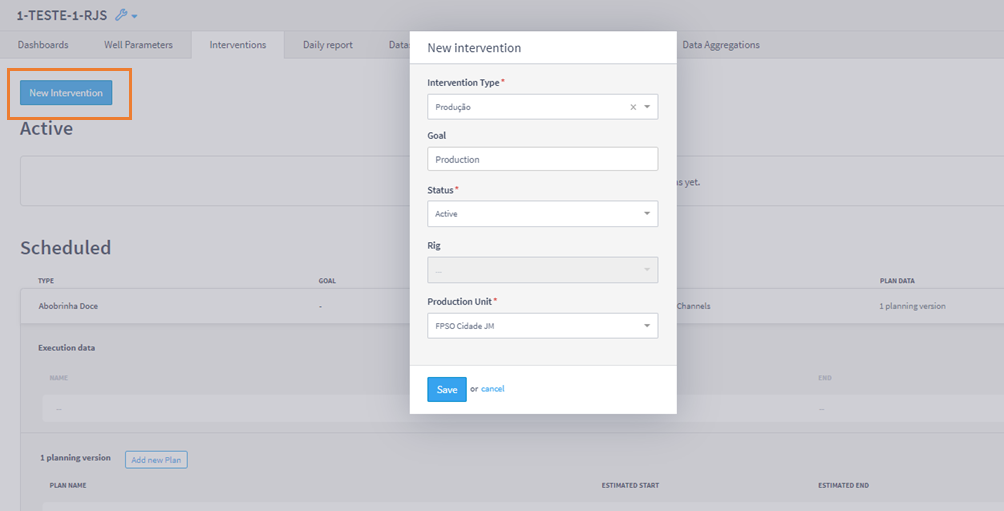 1-TESTE-1-RJS
Dashboards Well Parameters Interventions Daily report Data Aggregations
New Intervention
Active
s yet.
Scheduled
TYPE GOAL PLAN DATA
Abobrinha Doce - Channels 1 planning version
Execution data
NAME END
... ...
1 planning version Add new Plan
PLAN NAME ESTIMATED START ESTIMATED END
New intervention
Intervention Type*
Produção
Goal
Production
Status*
Active
Rig
...
Production Unit*
FPSO Cidade JM
Save or cancel